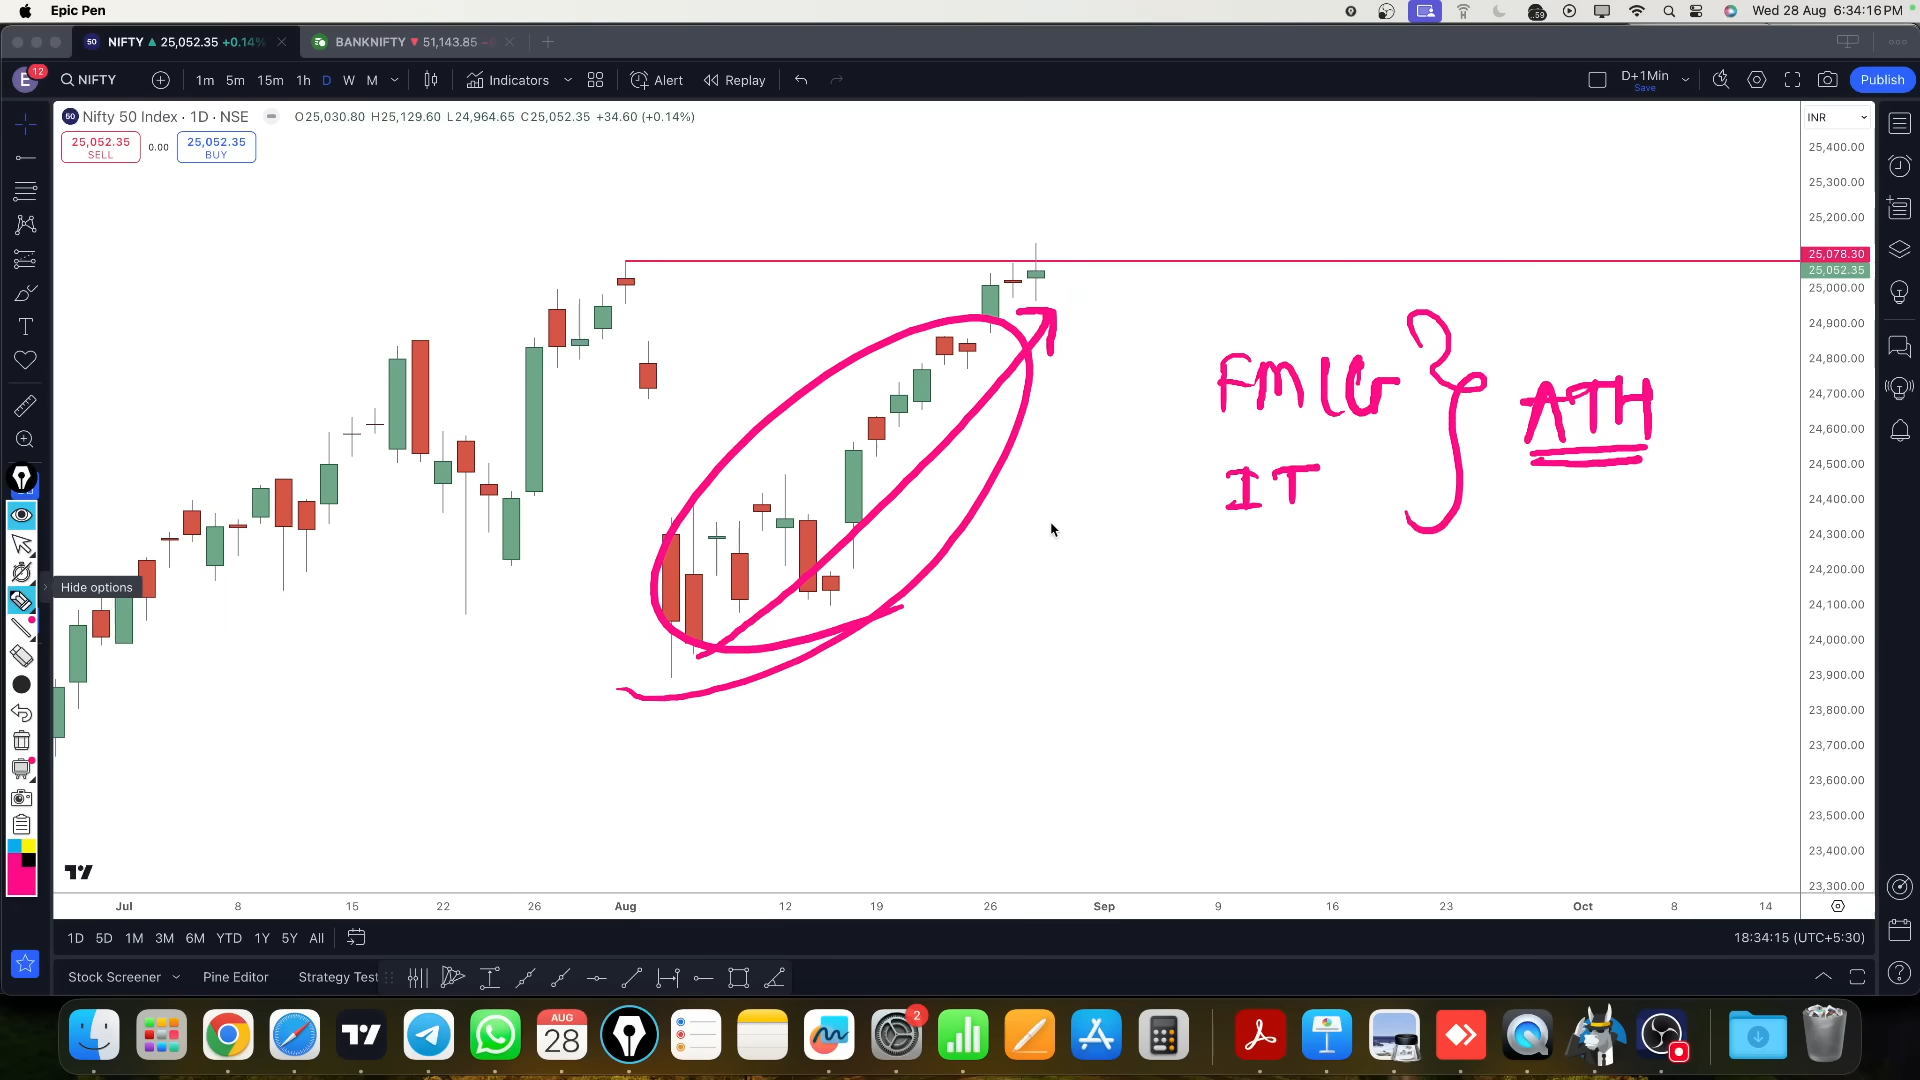 Epic Pen
Wed 28 Aug 6:34:16 PM
NIFTY ▲ 25,052.35 +0.14%
BANKNIFTY ▼ 51,143.85
12
NIFTY
1m 5m 15m 1h D W M
Indicators
Alert
Replay
D+1Min
Save
Publish
50 Nifty 50 Index · 1D · NSE
O25,030.80 H25,129.60 L24,964.65 C25,052.35 +34.60 (+0.14%)
25,052.35
SELL
0.00
25,052.35
BUY
INR
25,400.00
25,300.00
25,200.00
25,078.30
25,052.35
25,000.00
24,900.00
24,800.00
24,700.00
24,600.00
24,500.00
24,400.00
24,300.00
24,200.00
24,100.00
24,000.00
23,900.00
23,800.00
23,700.00
23,600.00
23,500.00
23,400.00
23,300.00
FMCG
IT
ATH
Hide options
Jul 8 15 22 26 Aug 12 19 26 Sep 9 16 23 Oct 8 14
1D 5D 1M 3M 6M YTD 1Y 5Y All
18:34:15 (UTC+5:30)
Stock Screener
Pine Editor
Strategy Test
AUG
28
2